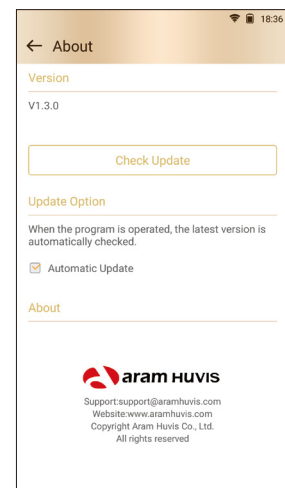 18:36
About
Version
V1.3.0
Check Update
Update Option
When the program is operated, the latest version is
automatically checked.
Automatic Update
About
aram HUVIS
Support:support@aramhuvis.com
Website:www.aramhuvis.com
Copyright Aram Huvis Co., Ltd.
All rights reserved